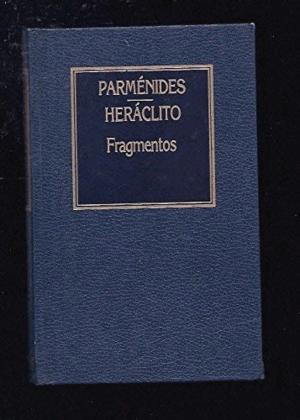 PARMÉNIDES
HERÁCLITO
Fragmentos